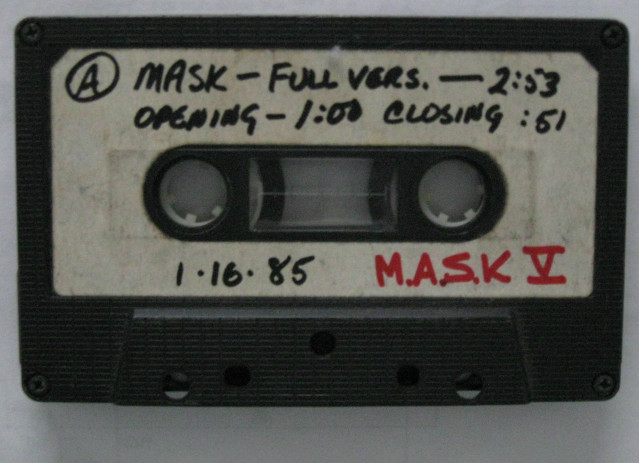 A MASK - FULL VERS. - 2:53
OPENING - 1:00 CLOSING :51
1·16·85 M.A.S.K V